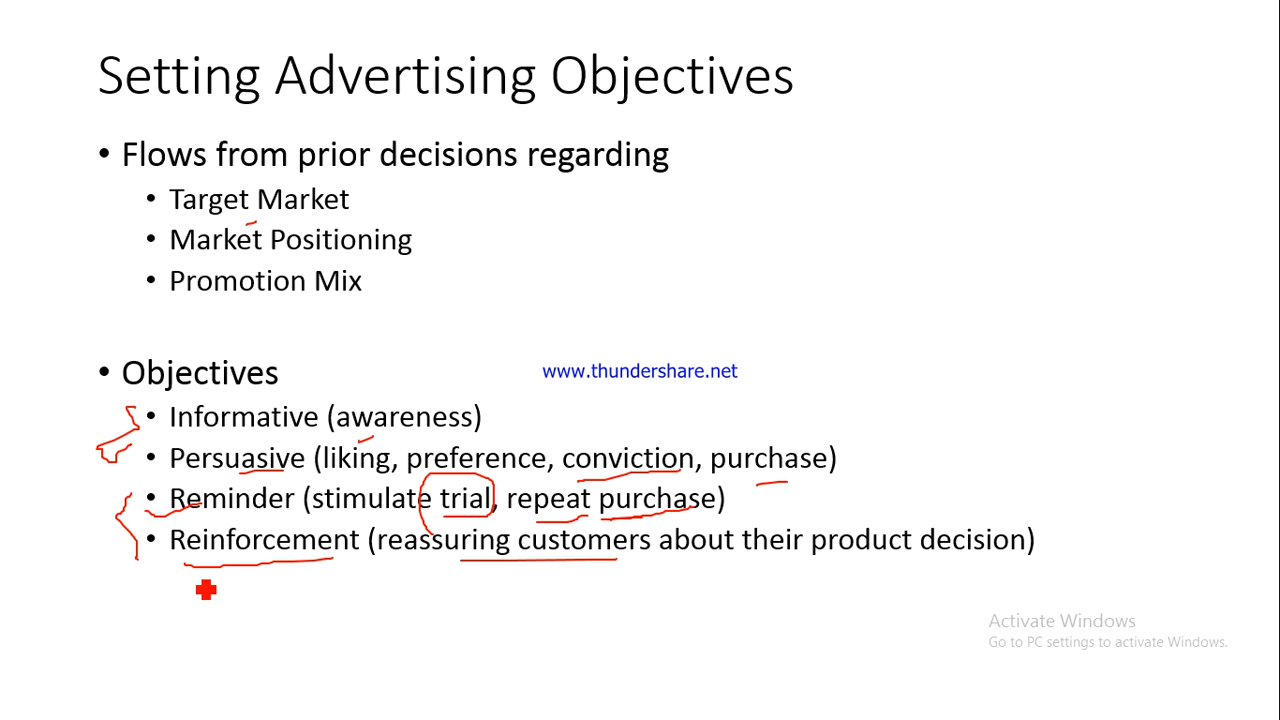 Setting Advertising Objectives
• Flows from prior decisions regarding
• Target Market
• Market Positioning
• Promotion Mix
• Objectives
www.thundershare.net
• Informative (awareness)
• Persuasive (liking, preference, conviction, purchase)
• Reminder (stimulate trial, repeat purchase)
• Reinforcement (reassuring customers about their product decision)
Activate Windows
Go to PC settings to activate Windows.